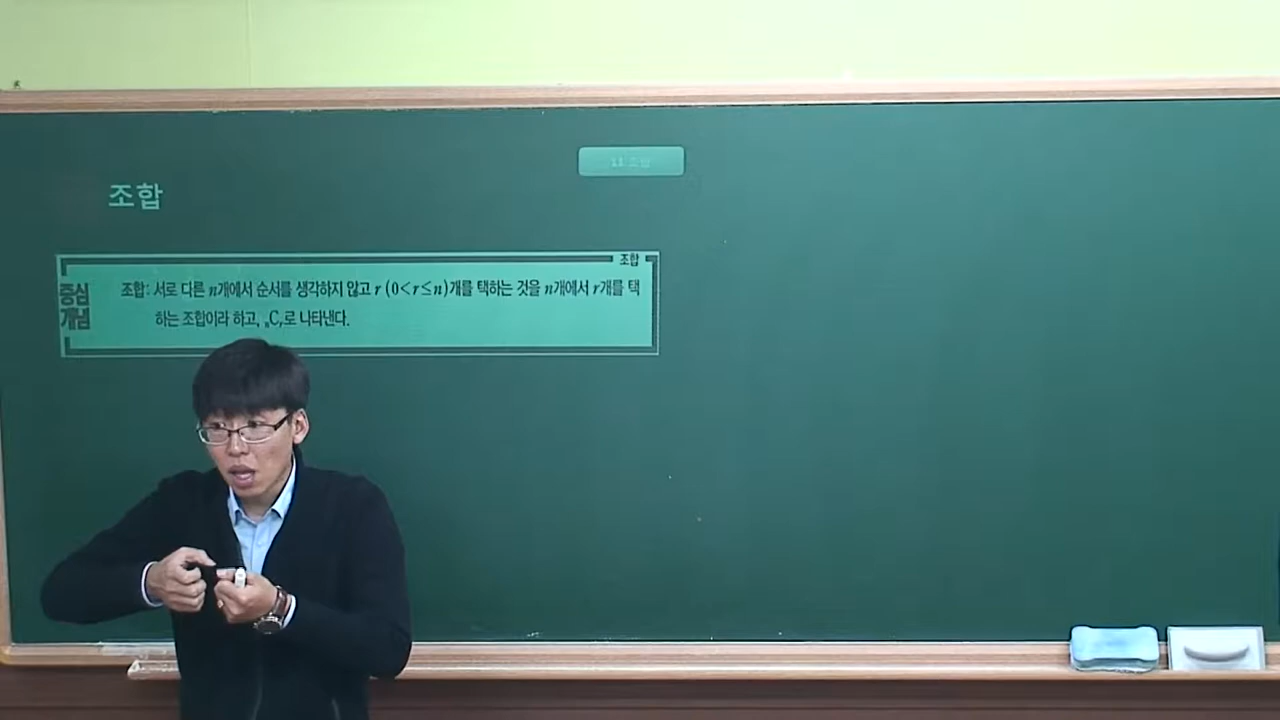 조합
조합
중심
개념
조합: 서로 다른 n개에서 순서를 생각하지 않고 r (0<r≤n)개를 택하는 것을 n개에서 r개를 택
하는 조합이라 하고, ₙCᵣ로 나타낸다.